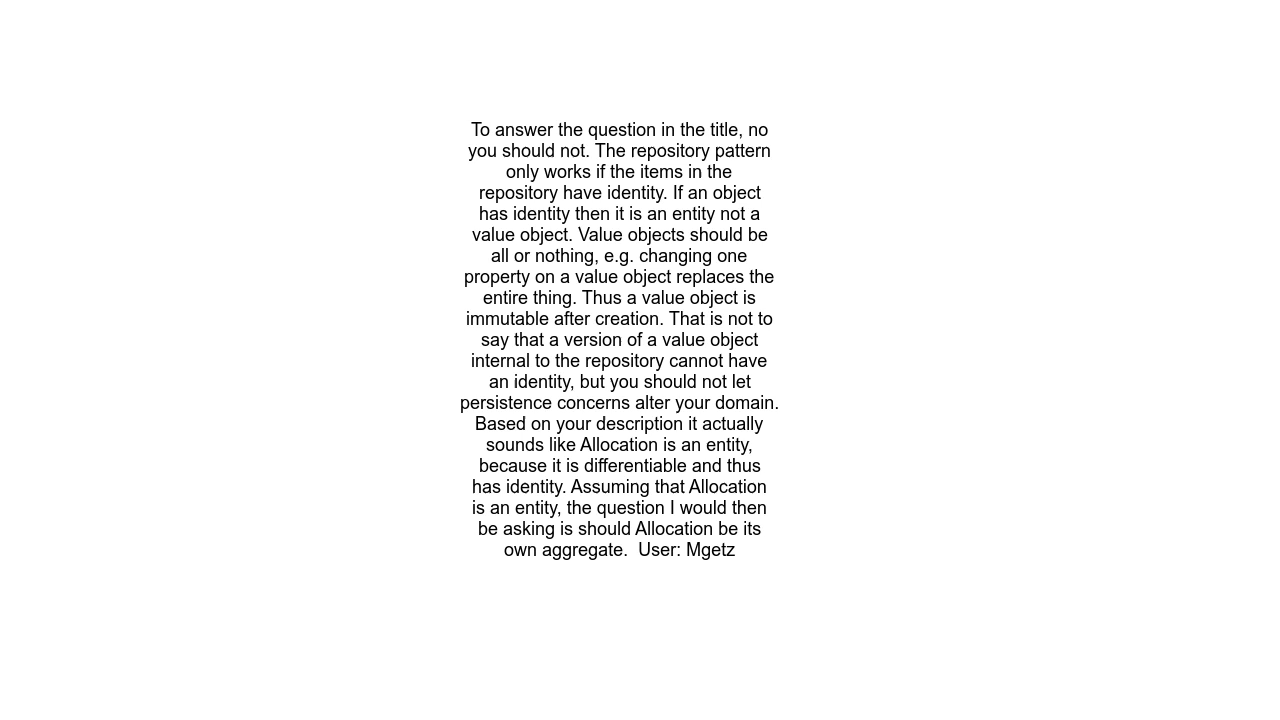 To answer the question in the title, no
you should not. The repository pattern
only works if the items in the
repository have identity. If an object
has identity then it is an entity not a
value object. Value objects should be
all or nothing, e.g. changing one
property on a value object replaces the
entire thing. Thus a value object is
immutable after creation. That is not to
say that a version of a value object
internal to the repository cannot have
an identity, but you should not let
persistence concerns alter your domain.
Based on your description it actually
sounds like Allocation is an entity,
because it is differentiable and thus
has identity. Assuming that Allocation
is an entity, the question I would then
be asking is should Allocation be its
own aggregate.  User: Mgetz